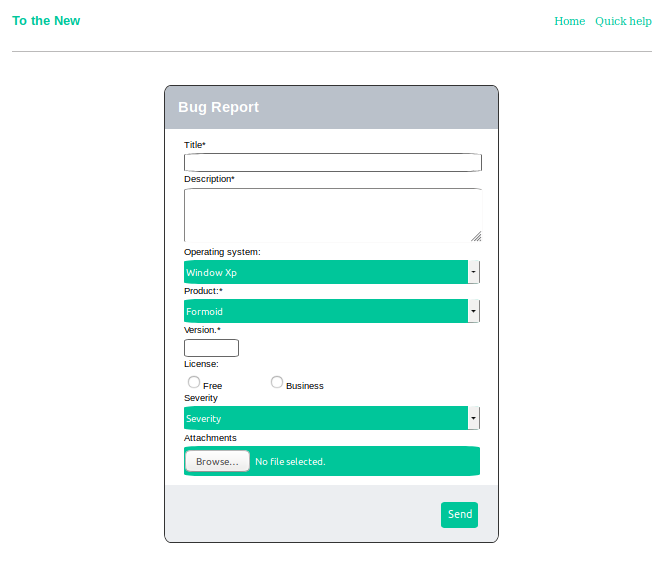 To the New
Home Quick help
Bug Report
Title*
Description*
Operating system:
Window Xp
Product:*
Formoid
Version.*
License:
Free Business
Severity
Severity
Attachments
Browse... No file selected.
Send